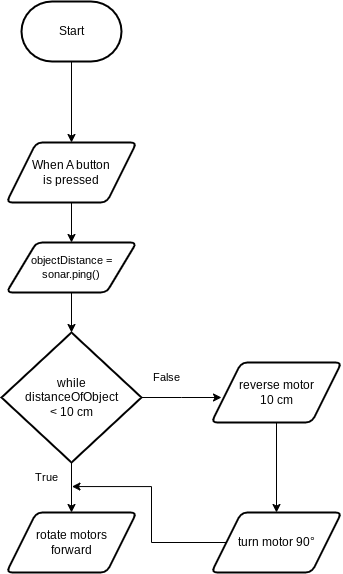 Start
When A button
is pressed
objectDistance =
sonar.ping()
while
distanceOfObject
< 10 cm
False
reverse motor
10 cm
True
rotate motors
forward
turn motor 90°